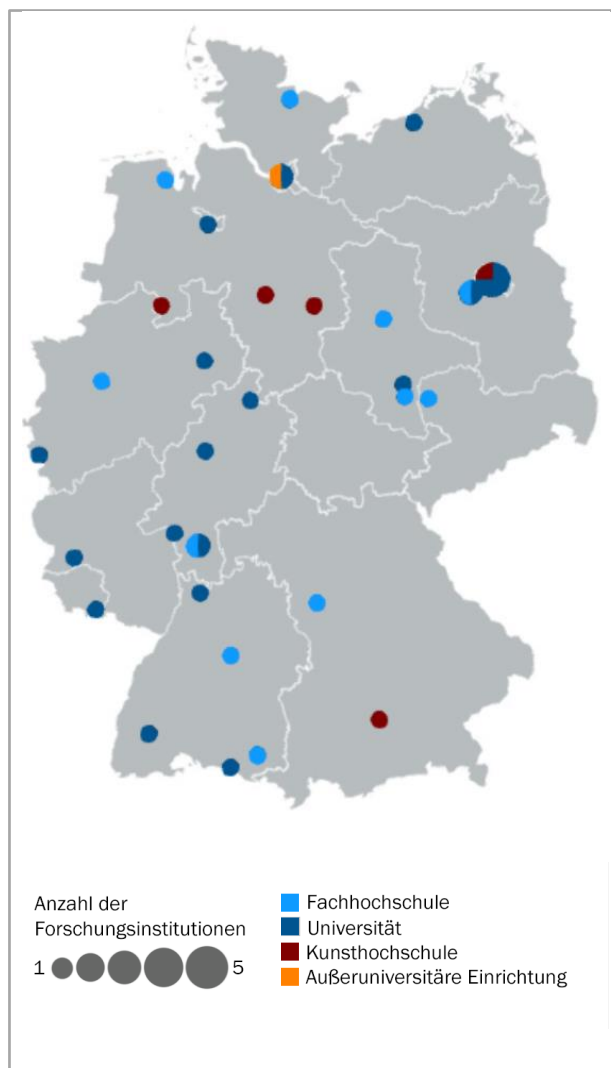 Anzahl der
Forschungsinstitutionen
1 5
Fachhochschule
Universität
Kunsthochschule
Außeruniversitäre Einrichtung